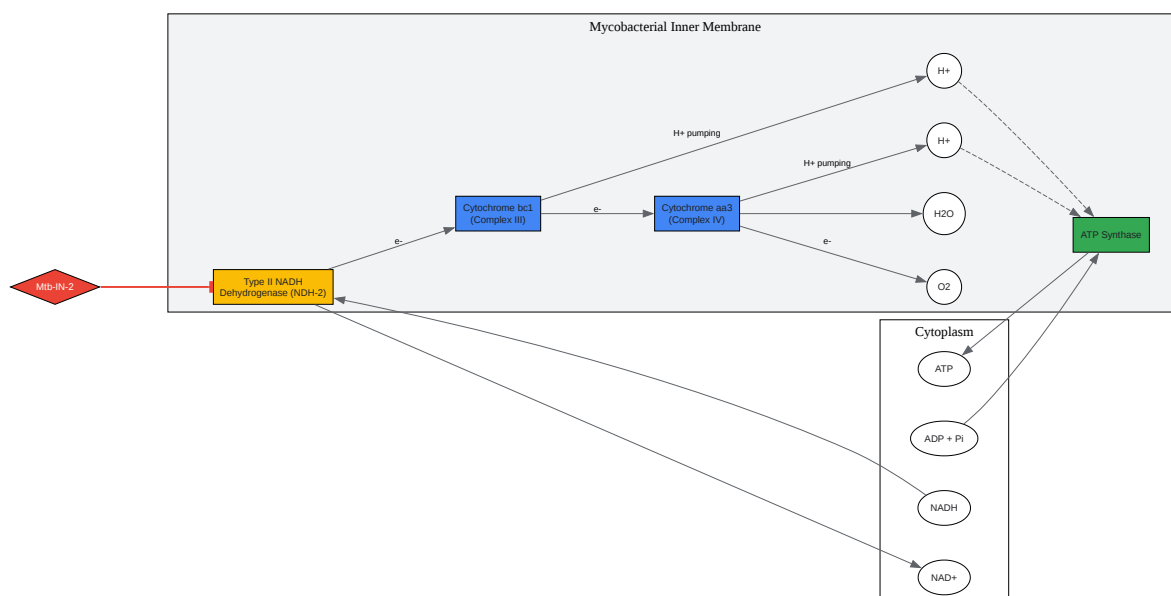 Mycobacterial Inner Membrane
H+
H+ pumping
H+
H+ pumping
Cytochrome bc1
(Complex III)
e-
Cytochrome aa3
(Complex IV)
H2O
ATP Synthase
e-
e-
Mtb-IN-2
Type II NADH
Dehydrogenase (NDH-2)
O2
Cytoplasm
ATP
ADP + Pi
NADH
NAD+